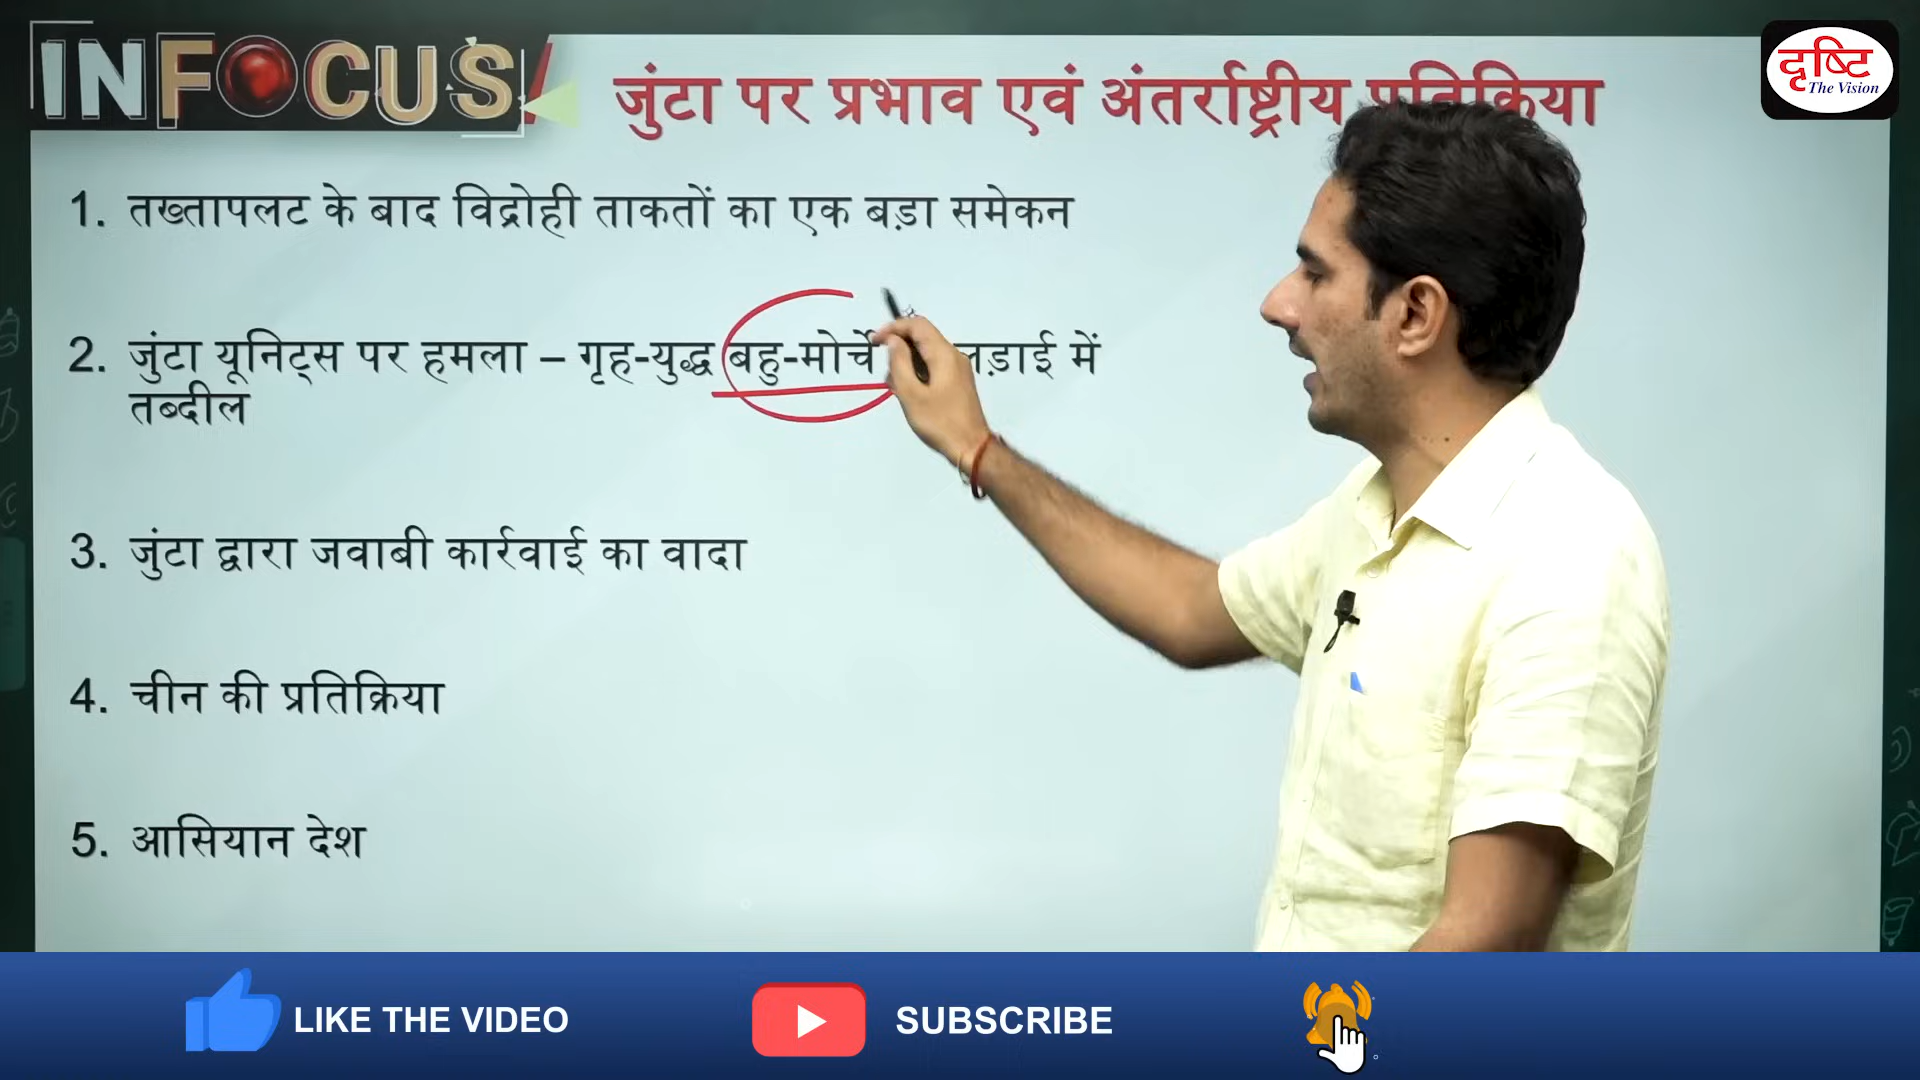 INFOCUS
जुंटा पर प्रभाव एवं अंतर्राष्ट्रीय प्रतिक्रिया
दृष्टि
The Vision
1. तख्तापलट के बाद विद्रोही ताकतों का एक बड़ा समेकन
2. जुंटा यूनिट्स पर हमला – गृह-युद्ध बहु-मोर्चे लड़ाई में
तब्दील
3. जुंटा द्वारा जवाबी कार्रवाई का वादा
4. चीन की प्रतिक्रिया
5. आसियान देश
LIKE THE VIDEO
SUBSCRIBE